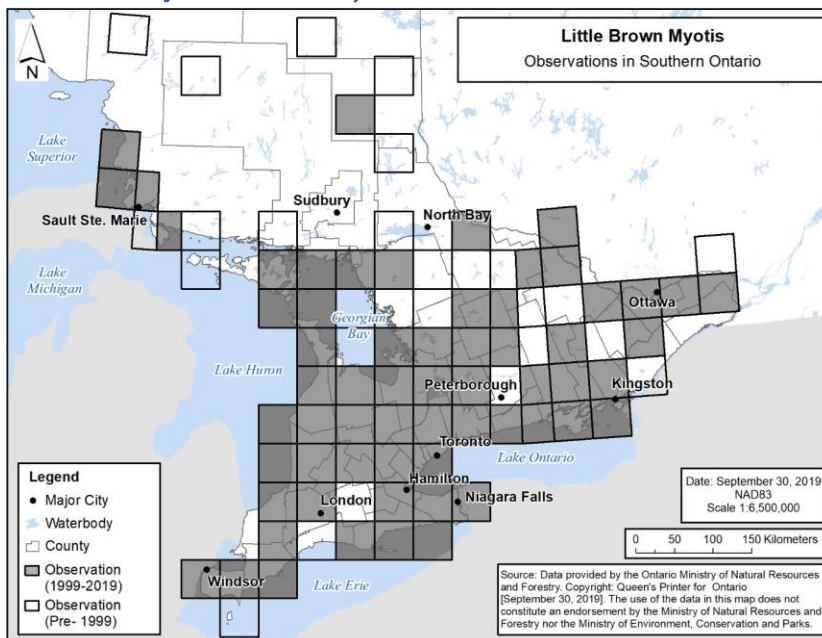 Little Brown Myotis
Observations in Southern Ontario
N
Lake
Superior
Sault Ste. Marie
Sudbury
North Bay
Lake
Michigan
Georgian
Bay
Ottawa
Lake Huron
Peterborough
Kingston
Toronto
Lake Ontario
Hamilton
London
Niagara Falls
Windsor
Lake Erie
Legend
Major City
Waterbody
County
Observation
(1999-2019)
Observation
(Pre- 1999)
Date: September 30, 2019
NAD83
Scale 1:6,500,000
0 50 100 150 Kilometers
Source: Data provided by the Ontario Ministry of Natural Resources
and Forestry. Copyright: Queen's Printer for Ontario
[September 30, 2019]. The use of the data in this map does not
constitute an endorsement by the Ministry of Natural Resources and
Forestry nor the Ministry of Environment, Conservation and Parks.